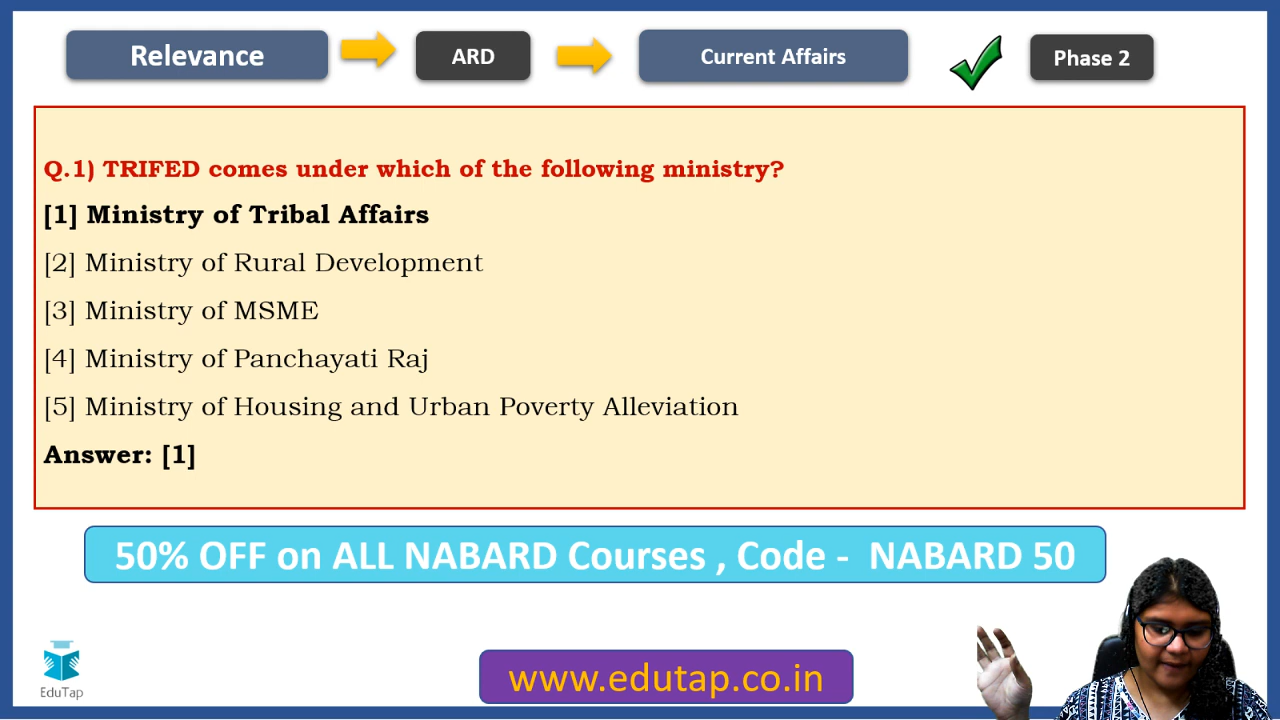 Relevance
ARD
Current Affairs
Phase 2
Q.1) TRIFED comes under which of the following ministry?
[1] Ministry of Tribal Affairs
[2] Ministry of Rural Development
[3] Ministry of MSME
[4] Ministry of Panchayati Raj
[5] Ministry of Housing and Urban Poverty Alleviation
Answer: [1]
50% OFF on ALL NABARD Courses , Code - NABARD 50
EduTap
www.edutap.co.in